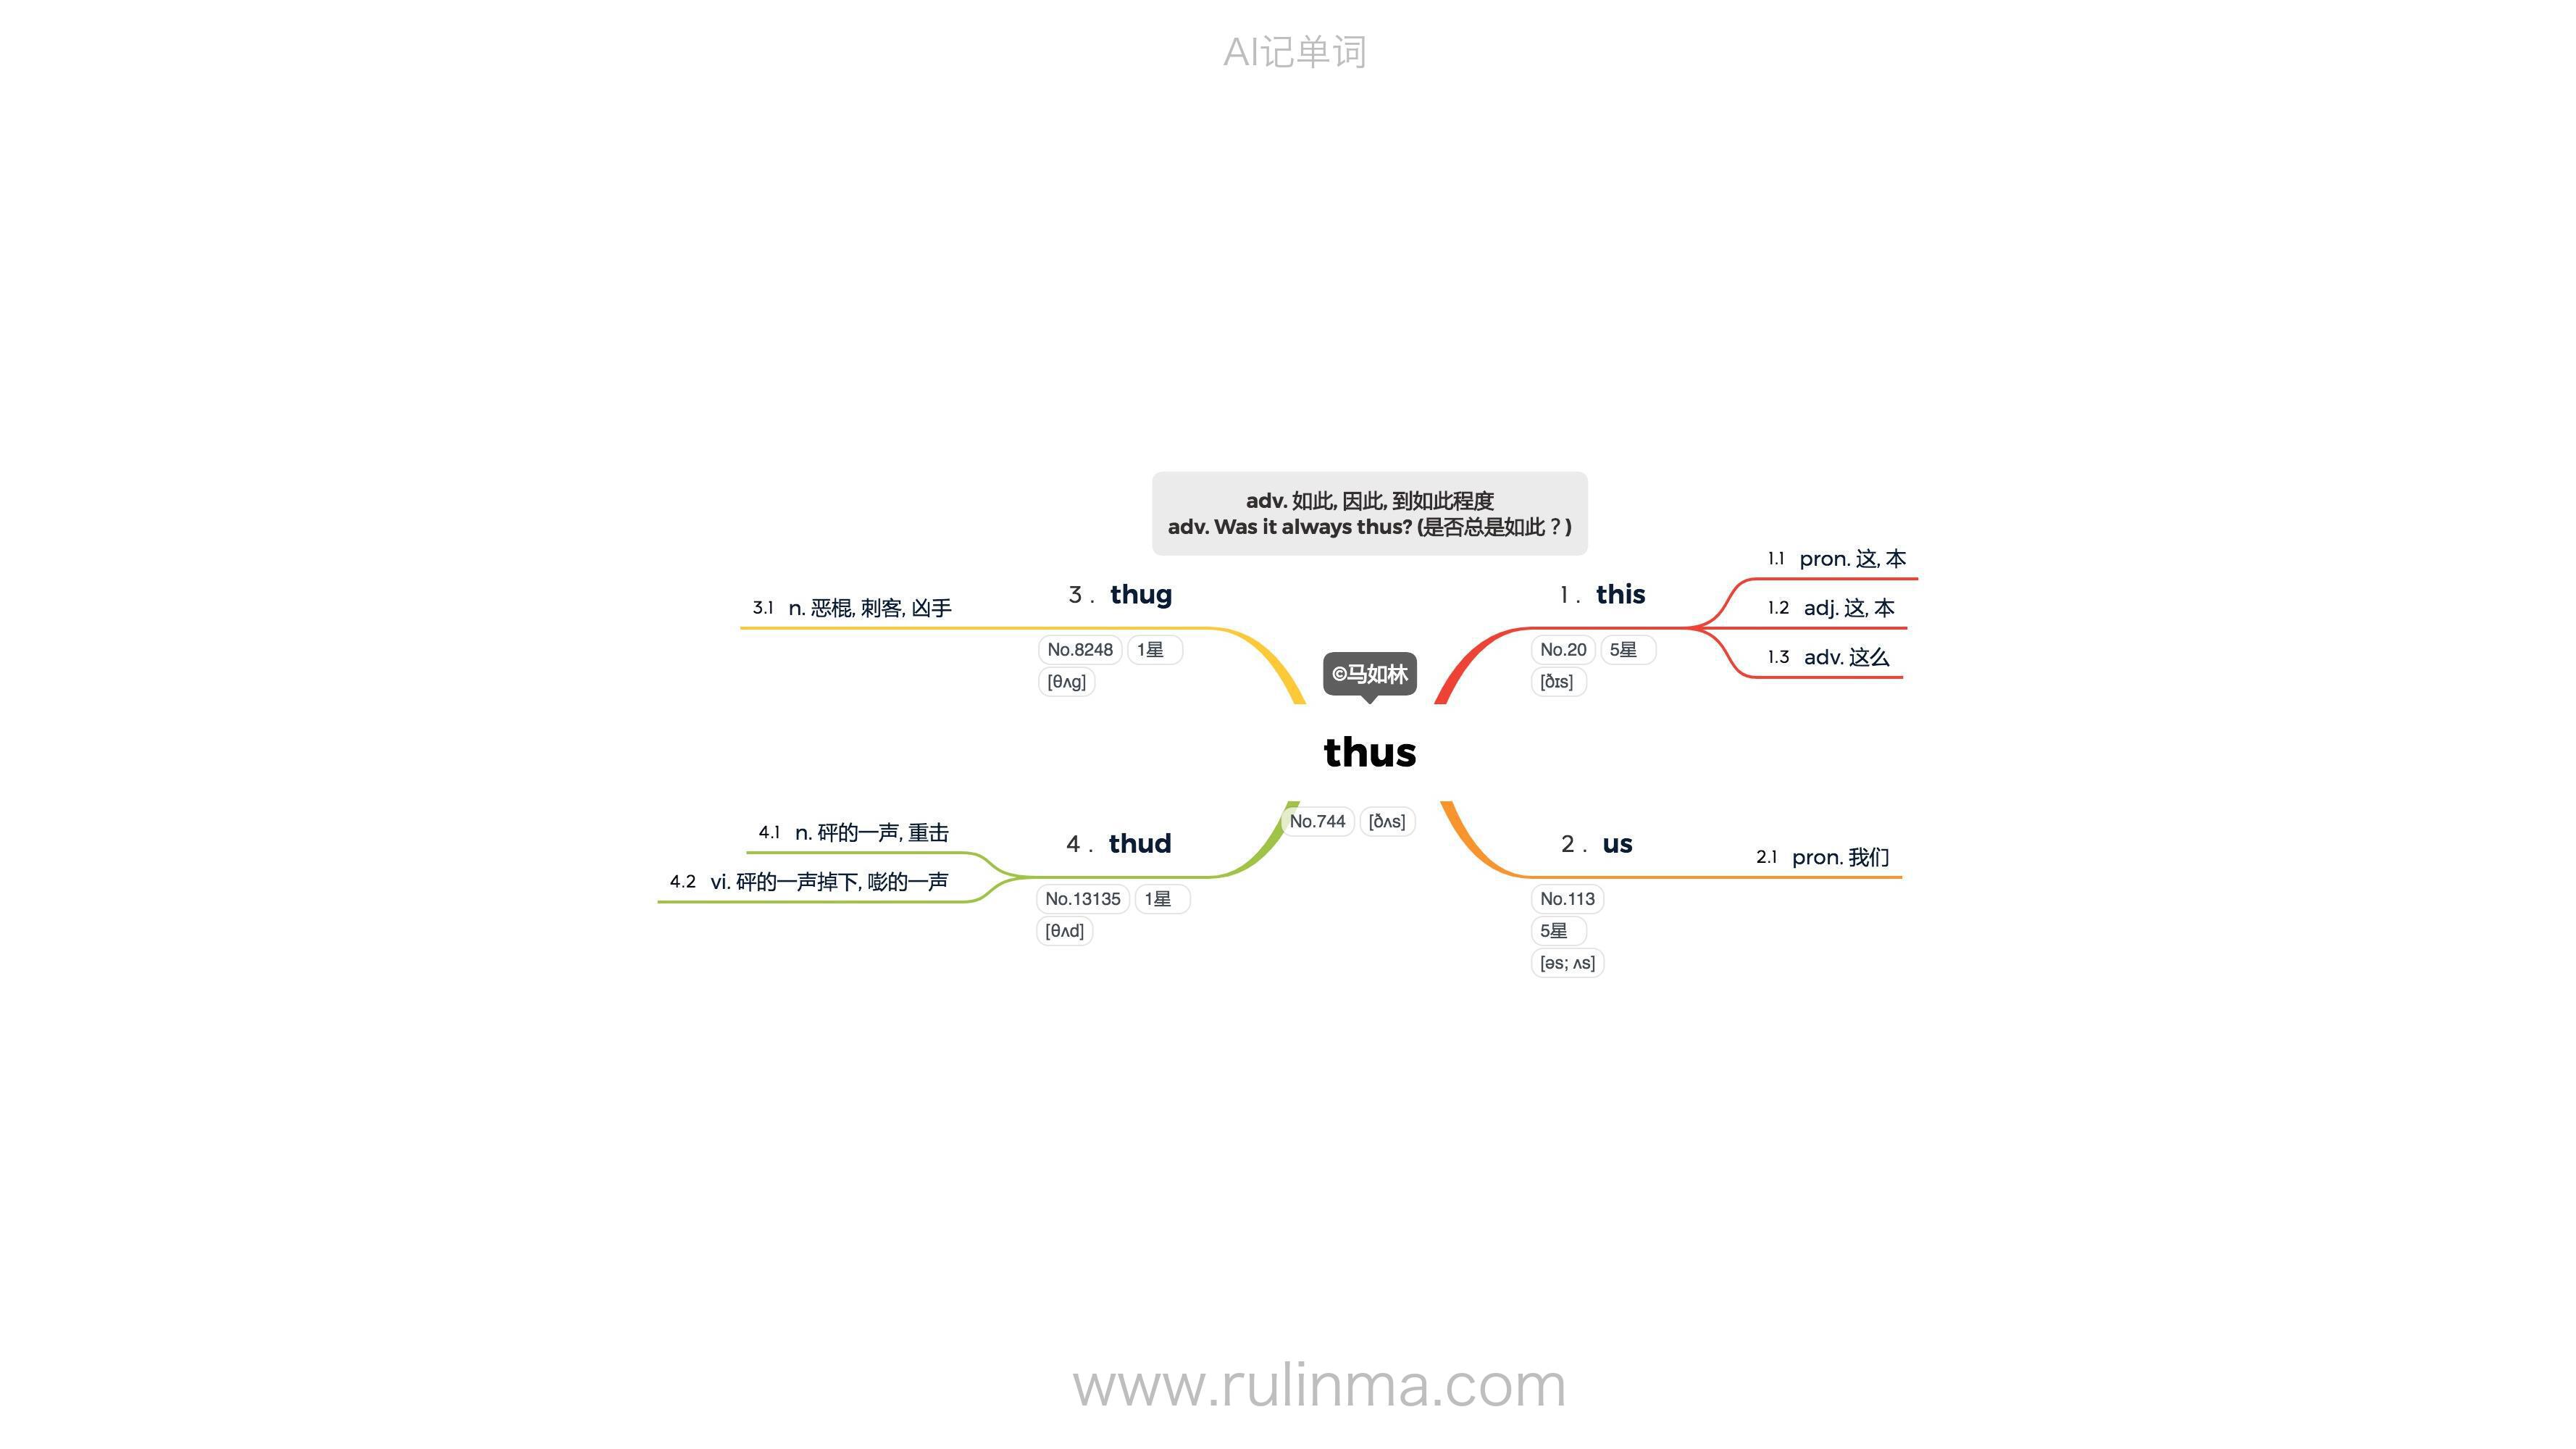 AI记单词
adv. 如此, 因此, 到如此程度
adv. Was it always thus? (是否总是如此？)
©马如林
thus
No.744 [ðʌs]
1. this
No.20 5星
[ðɪs]
1.1 pron. 这, 本
1.2 adj. 这, 本
1.3 adv. 这么
2. us
No.113
5星
[əs; ʌs]
2.1 pron. 我们
3. thug
No.8248 1星
[θʌg]
3.1 n. 恶棍, 刺客, 凶手
4. thud
No.13135 1星
[θʌd]
4.1 n. 砰的一声, 重击
4.2 vi. 砰的一声掉下, 嘭的一声
www.rulinma.com